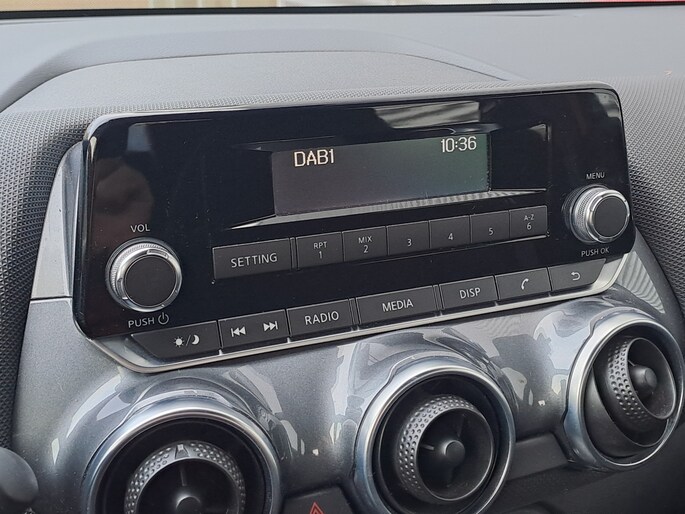 DAB1 10:36
MENU
VOL
SETTING RPT 1 MIX 2 3 4 5 A-Z 6
PUSH OK
PUSH
RADIO MEDIA DISP